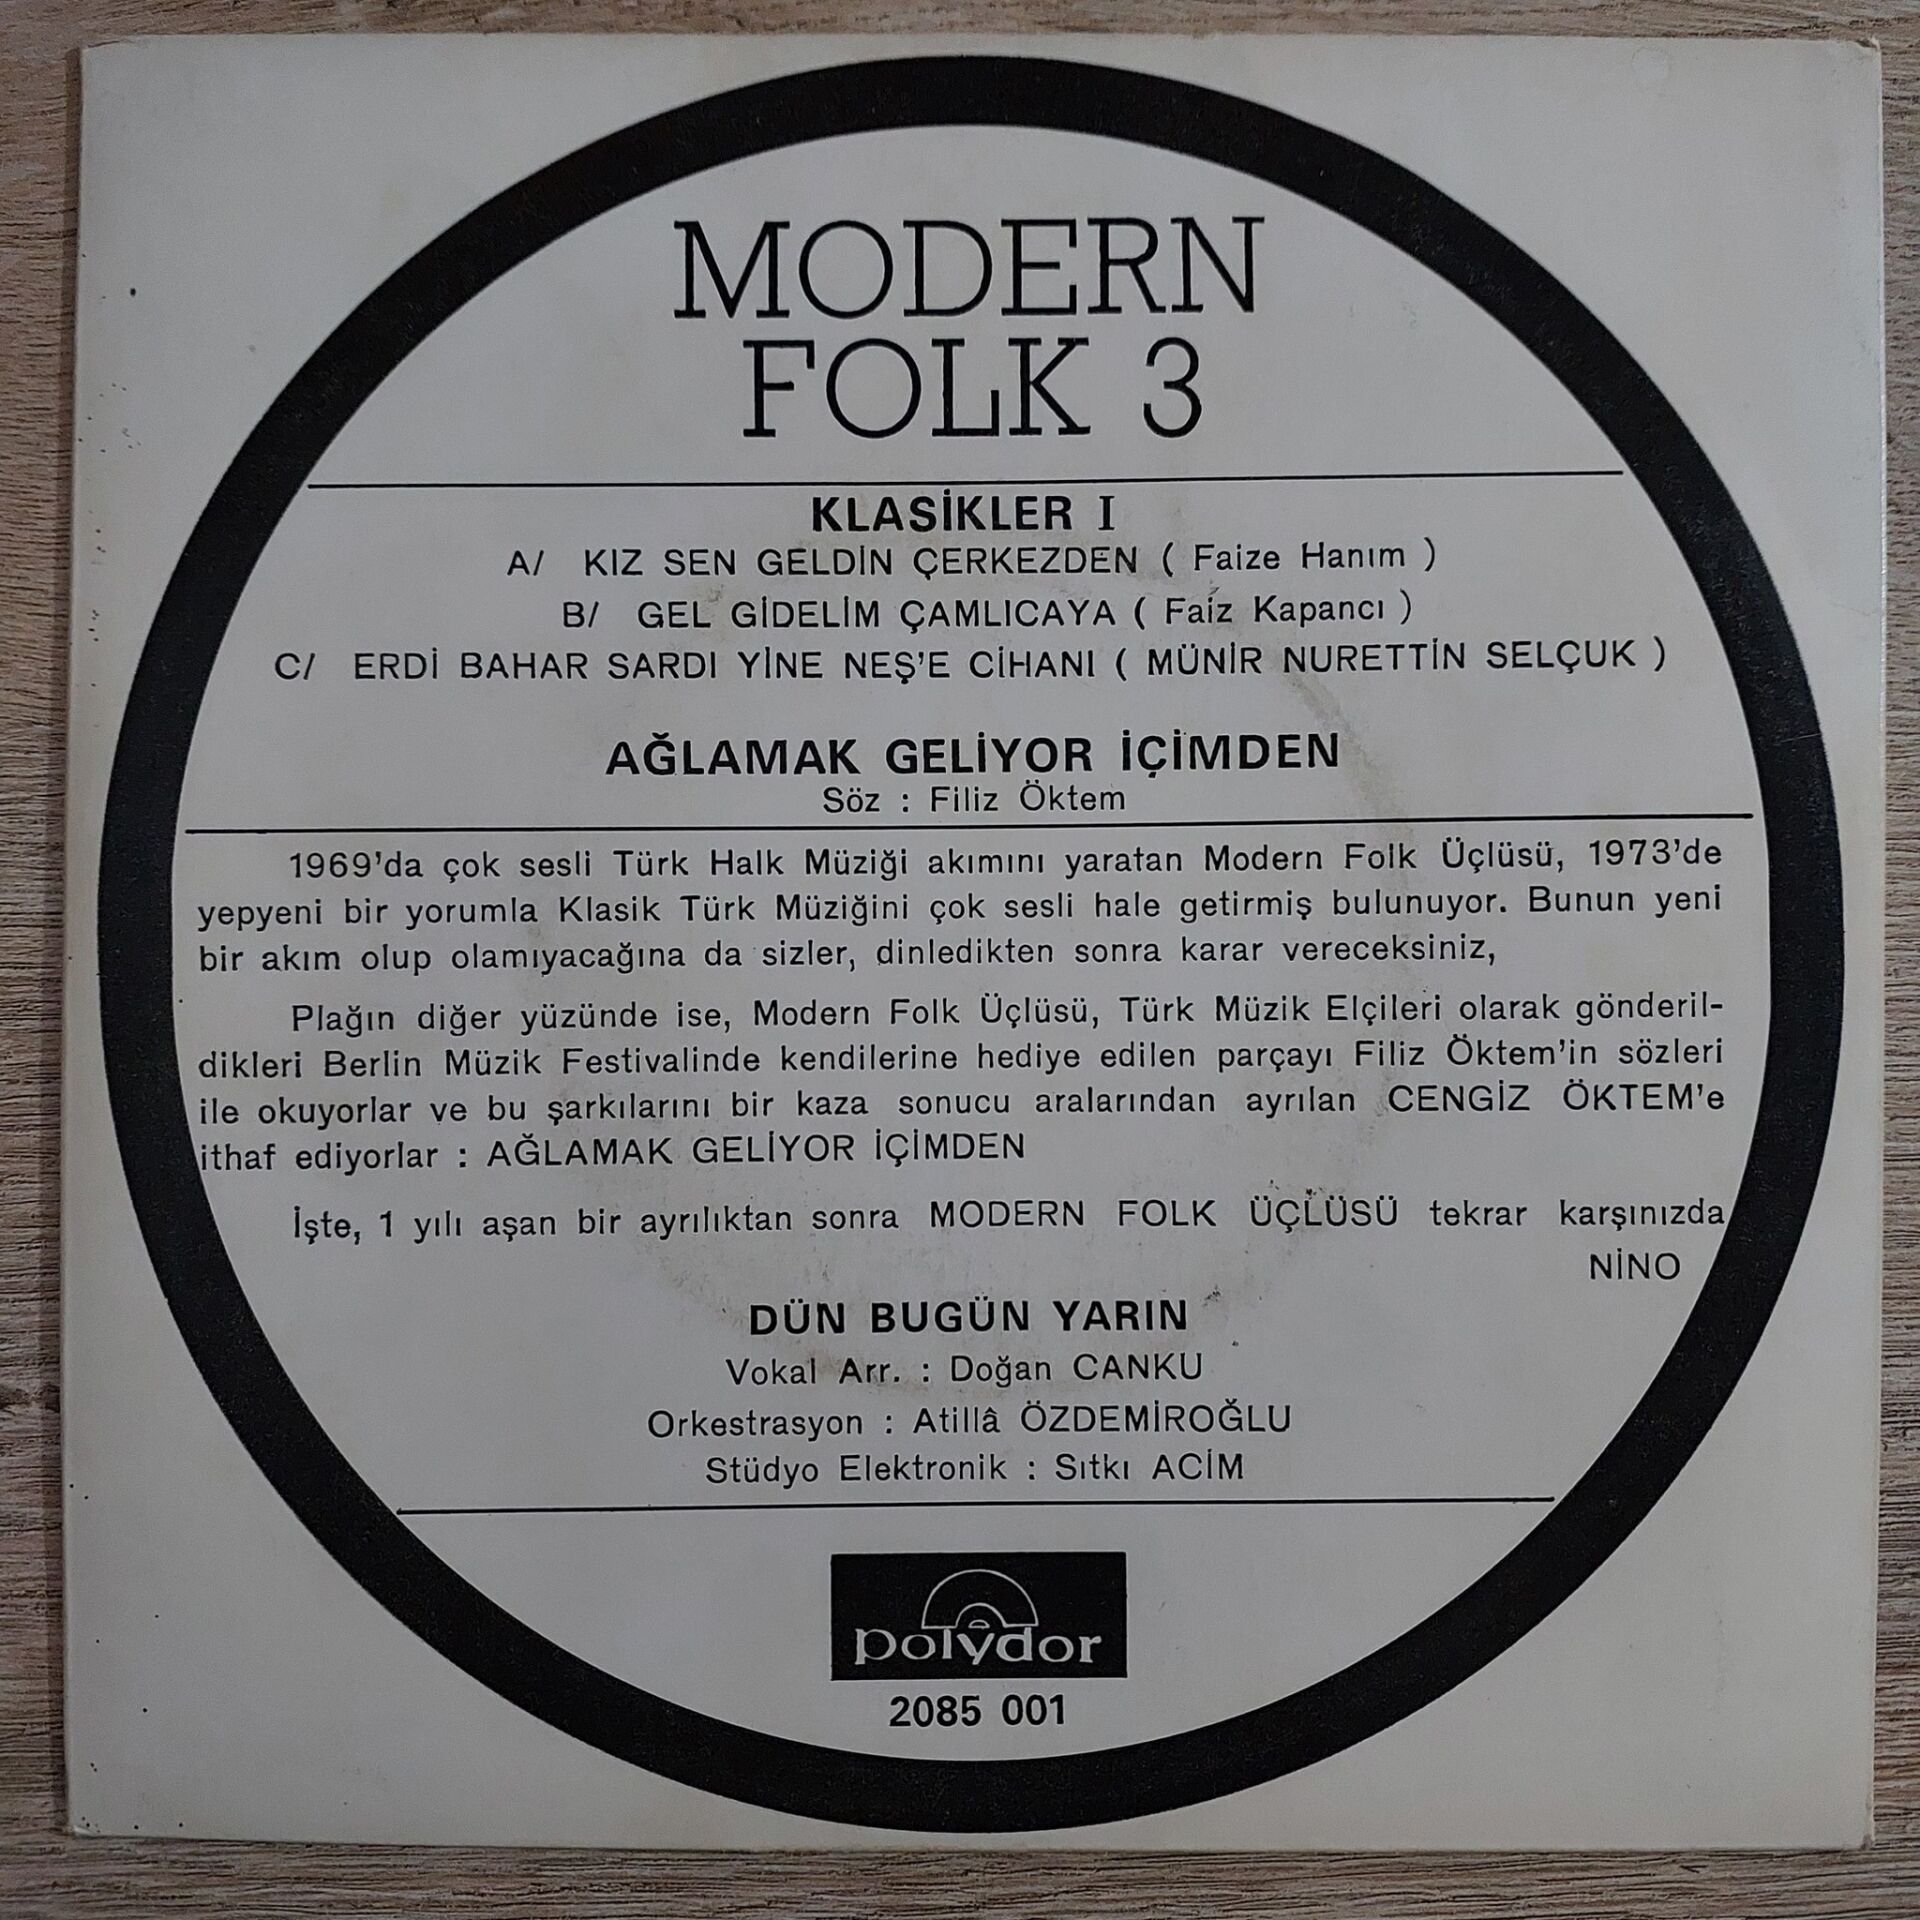 MODERN
FOLK 3
KLASİKLER I
A/ KIZ SEN GELDİN ÇERKEZDEN ( Faize Hanım )
B/ GEL GİDELİM ÇAMLICAYA ( Faiz Kapancı )
C/ ERDİ BAHAR SARDI YİNE NEŞ'E CİHANI ( MÜNİR NURETTİN SELÇUK )
AĞLAMAK GELİYOR İÇİMDEN
Söz : Filiz Öktem
1969'da çok sesli Türk Halk Müziği akımını yaratan Modern Folk Üçlüsü, 1973'de
yepyeni bir yorumla Klasik Türk Müziğini çok sesli hale getirmiş bulunuyor. Bunun yeni
bir akım olup olamıyacağına da sizler, dinledikten sonra karar vereceksiniz,
Plağın diğer yüzünde ise, Modern Folk Üçlüsü, Türk Müzik Elçileri olarak gönderil-
dikleri Berlin Müzik Festivalinde kendilerine hediye edilen parçayı Filiz Öktem'in sözleri
ile okuyorlar ve bu şarkılarını bir kaza sonucu aralarından ayrılan CENGİZ ÖKTEM'e
ithaf ediyorlar : AĞLAMAK GELİYOR İÇİMDEN
İşte, 1 yılı aşan bir ayrılıktan sonra MODERN FOLK ÜÇLÜSÜ tekrar karşınızda
NİNO
DÜN BUGÜN YARIN
Vokal Arr. : Doğan CANKU
Orkestrasyon : Atillâ ÖZDEMİROĞLU
Stüdyo Elektronik : Sıtkı ACİM
polydor
2085 001